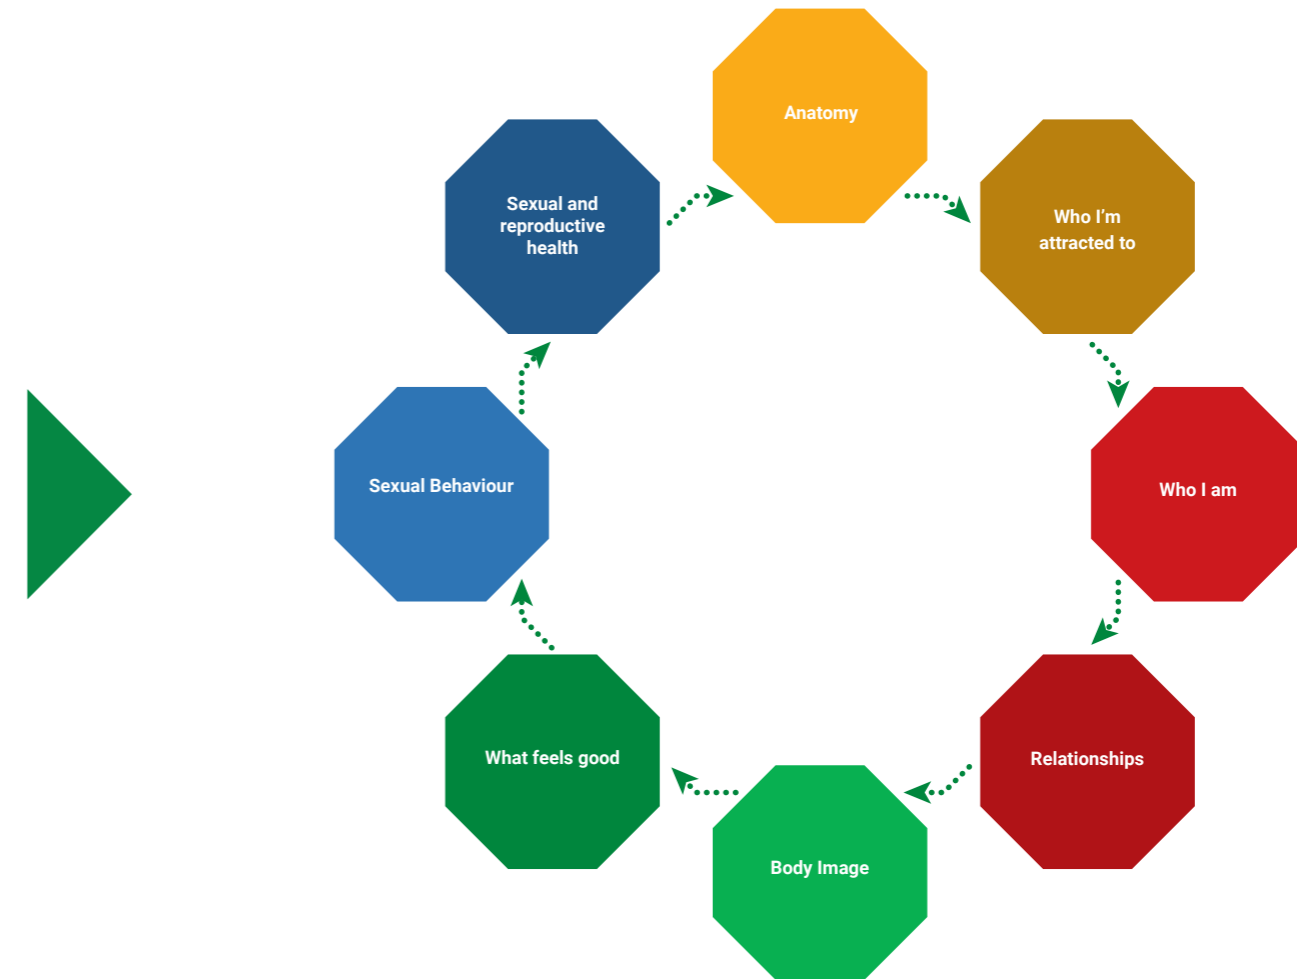 Anatomy
Who I’m
attracted to
Who I am
Relationships
Body Image
What feels good
Sexual Behaviour
Sexual and
reproductive
health